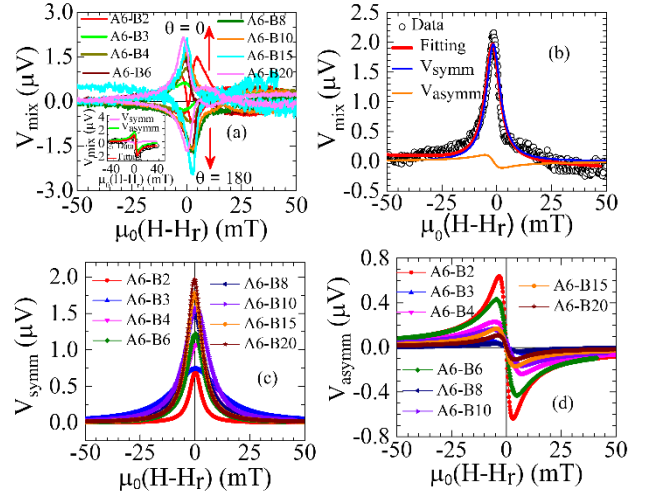 3.0
1.5
0.0
-1.5
-3.0
V_mix (μV)
A6-B2
A6-B3
A6-B4
A6-B6
θ = 0
A6-B8
A6-B10
A6-B15
A6-B20
(a)
θ = 180
V_symm
V_asymm
Data
Fitting
μ₀(H-Hᵣ) (mT)
-40 0 40
-50 -25 0 25 50
μ₀(H-Hᵣ) (mT)
2.5
2.0
1.5
1.0
0.5
0.0
-0.5
V_mix (μV)
Data
Fitting
V_symm
V_asymm
(b)
-50 -25 0 25 50
μ₀(H-Hᵣ) (mT)
2.0
1.5
1.0
0.5
0.0
V_symm (μV)
A6-B2
A6-B3
A6-B4
A6-B6
A6-B8
A6-B10
A6-B15
A6-B20
(c)
-50 -25 0 25 50
μ₀(H-Hᵣ) (mT)
0.8
0.4
0.0
-0.4
-0.8
V_asymm (μV)
A6-B2
A6-B3
A6-B4
A6-B15
A6-B20
A6-B6
A6-B8
A6-B10
(d)
-50 -25 0 25 50
μ₀(H-Hᵣ) (mT)